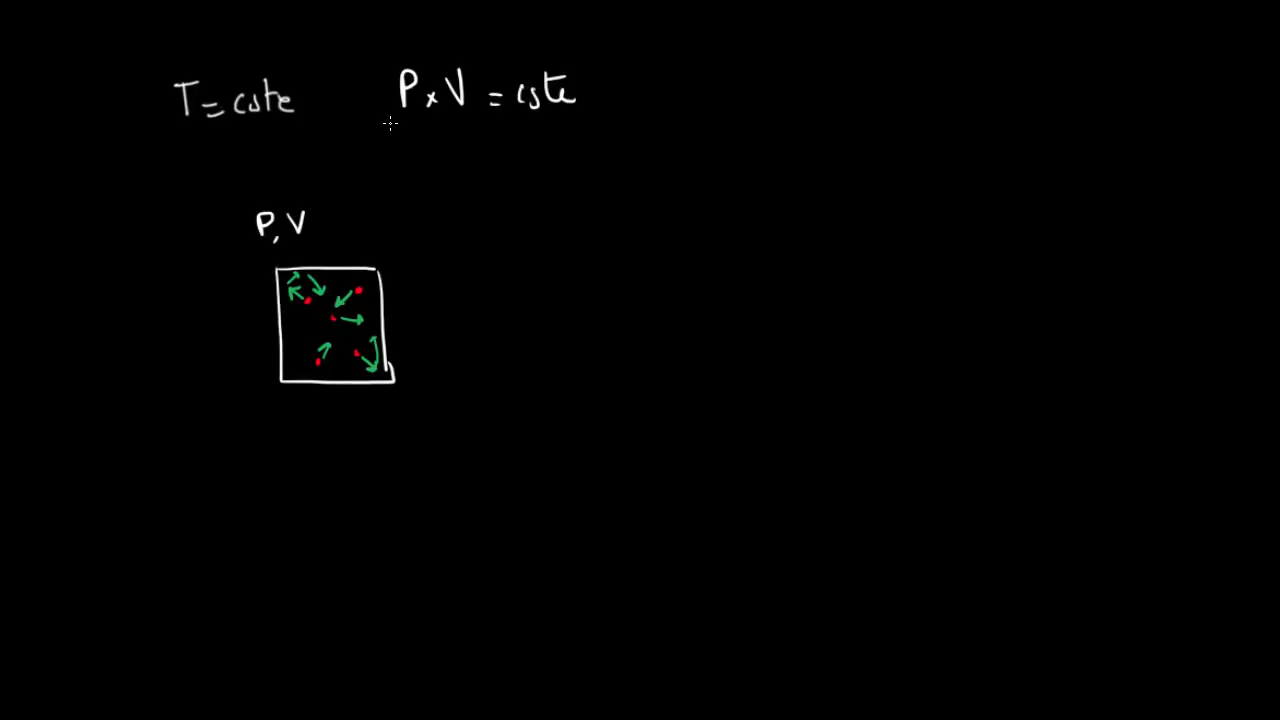 T = cste P x V = cste
P, V